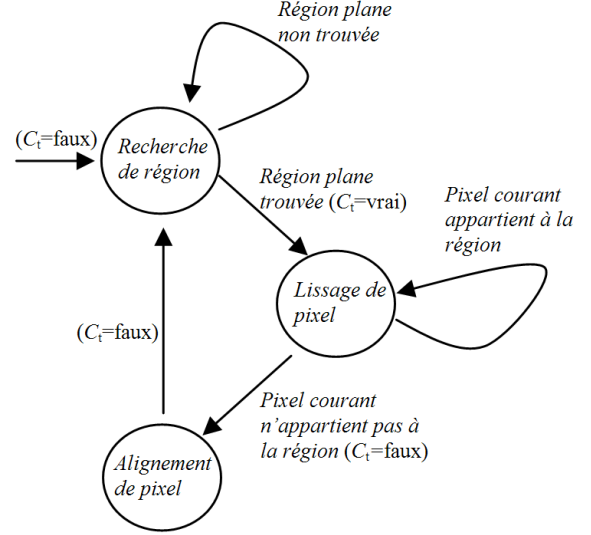 Région plane
non trouvée
(Ct=faux)
Recherche
de région
Région plane
trouvée (Ct=vrai)
Pixel courant
appartient à la
région
Lissage de
pixel
(Ct=faux)
Pixel courant
n’appartient pas à
la région (Ct=faux)
Alignement
de pixel